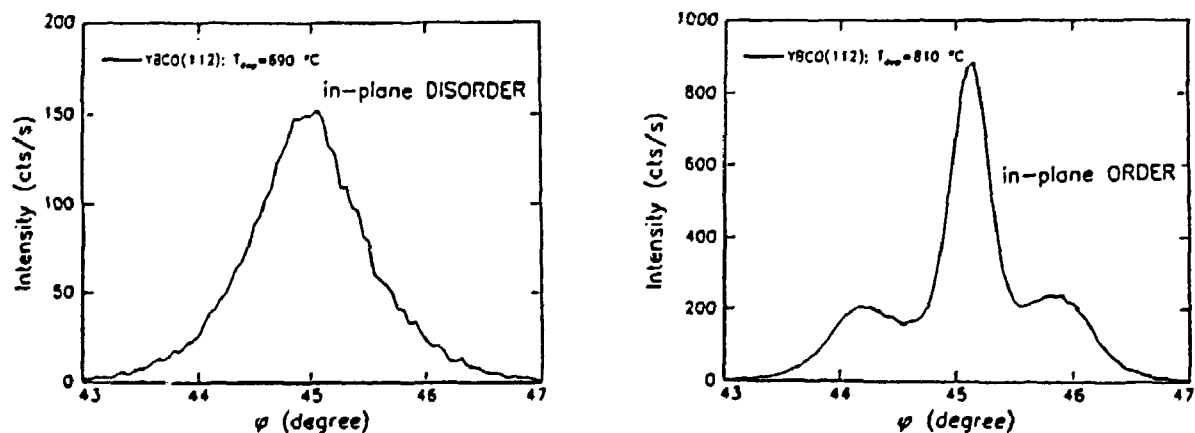 200
150
100
50
0
Intensity (cts/s)
YBCO(112): T dep=690 °C
in-plane DISORDER
43 44 45 46 47
φ (degree)
1000
800
600
400
200
0
Intensity (cts/s)
YBCO(112): T dep=810 °C
in-plane ORDER
43 44 45 46 47
φ (degree)